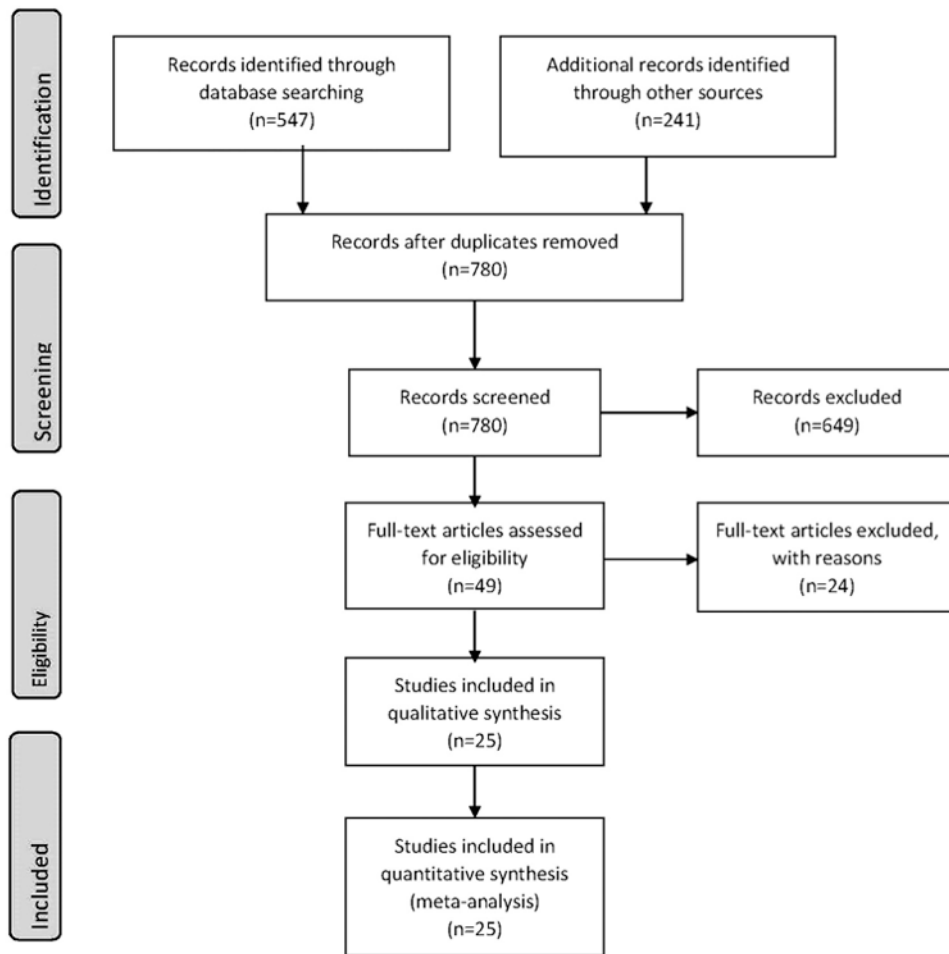 Identification
Records identified through
database searching
(n=547)
Additional records identified
through other sources
(n=241)
Records after duplicates removed
(n=780)
Screening
Records screened
(n=780)
Records excluded
(n=649)
Eligibility
Full-text articles assessed
for eligibility
(n=49)
Full-text articles excluded,
with reasons
(n=24)
Studies included in
qualitative synthesis
(n=25)
Included
Studies included in
quantitative synthesis
(meta-analysis)
(n=25)